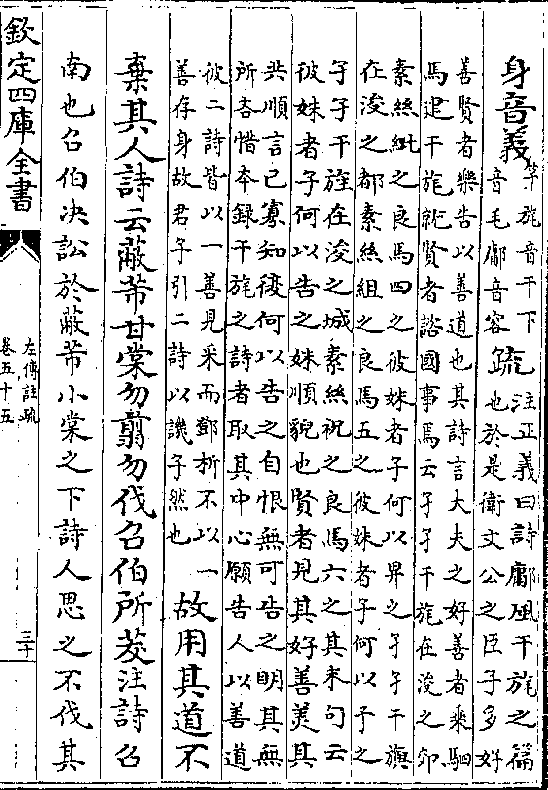 身音義
竿旄音干下
音毛鄘音容
疏
注正義曰詩鄘風干旄之篇
也於是衛文公之臣子多好
善賢者樂告以善道也其詩言大夫之好善者乘駟
馬建干旄就賢者諮國事焉云孑孑干旄在浚之郊
素絲紕之良馬四之彼姝者子何以畀之孑孑干旟
在浚之都素絲組之良馬五之彼姝者子何以予之
孑孑干旌在浚之城素絲祝之良馬六之其末句云
彼姝者子何以告之姝順貌也賢者見其好善美其
共順言己寡知復何以告之自恨無可告之明其無
所吝惜本録干旄之詩者取其中心願告人以善道
彼二詩皆以一善見采而鄧析不以一
善存身故君子引二詩以譏子然也
故用其道不
棄其人詩云蔽芾甘棠勿翦勿伐召伯所茇注詩召
南也召伯决訟於蔽芾小棠之下詩人思之不伐其
欽定四庫全書
左傳註疏
卷五十五
三十